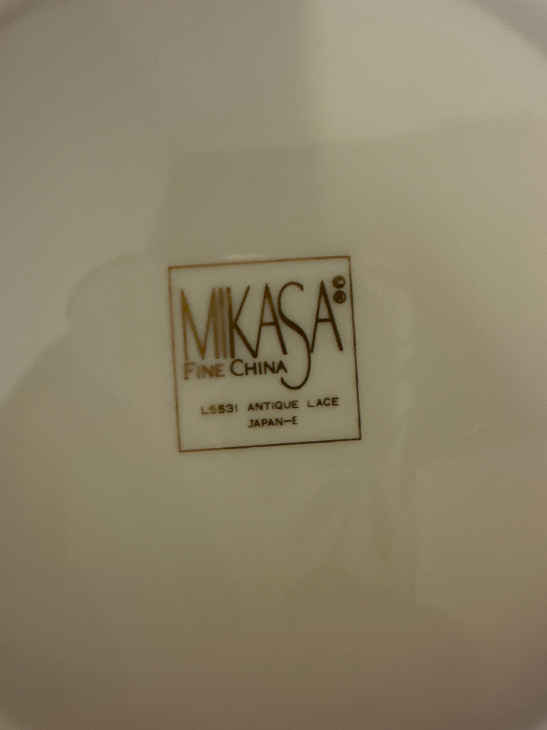 MIKASA ©®
FINE CHINA
L5531 ANTIQUE LACE
JAPAN-E